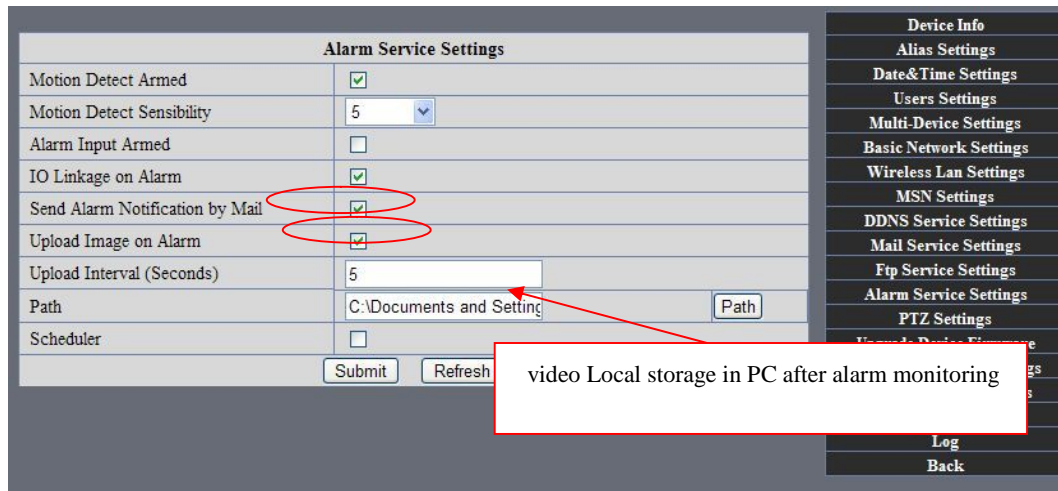 Alarm Service Settings
Motion Detect Armed
Motion Detect Sensibility 5
Alarm Input Armed
IO Linkage on Alarm
Send Alarm Notification by Mail
Upload Image on Alarm
Upload Interval (Seconds) 5
Path C:\Documents and Setting Path
Scheduler
Submit Refresh
video Local storage in PC after alarm monitoring
Device Info
Alias Settings
Date&Time Settings
Users Settings
Multi-Device Settings
Basic Network Settings
Wireless Lan Settings
MSN Settings
DDNS Service Settings
Mail Service Settings
Ftp Service Settings
Alarm Service Settings
PTZ Settings
Upgrade Device Firmware
Log
Back